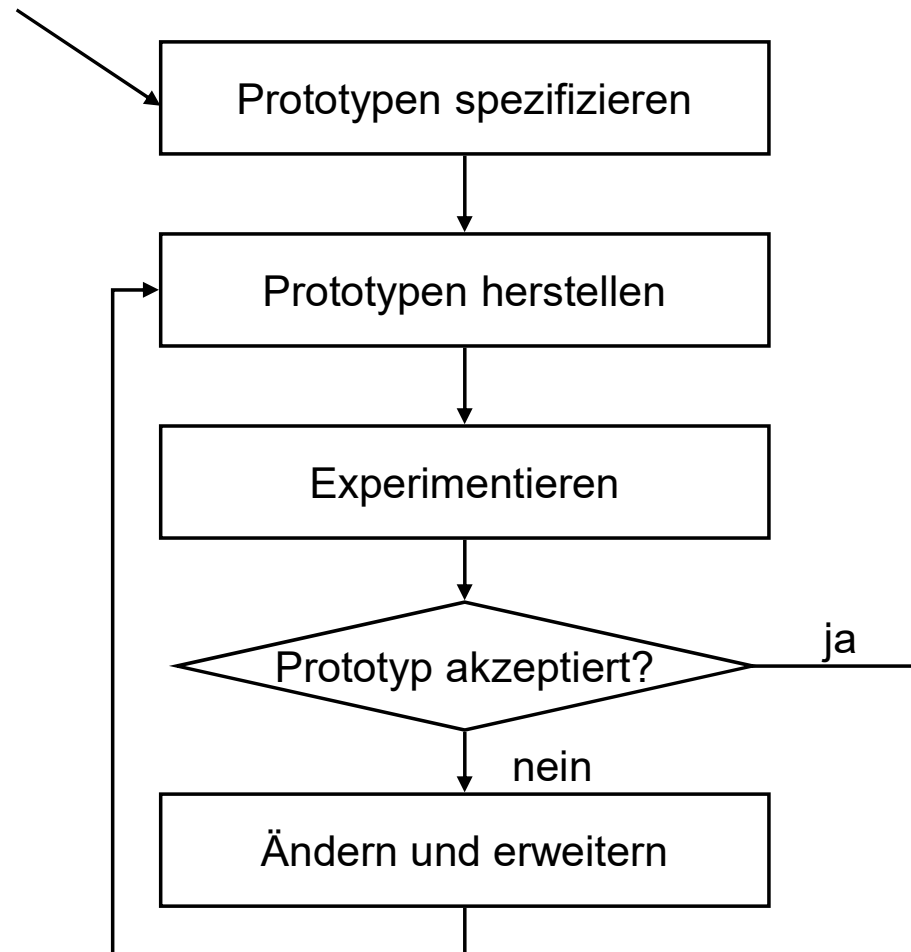 Prototypen spezifizieren
Prototypen herstellen
Experimentieren
Prototyp akzeptiert?
ja
nein
Ändern und erweitern